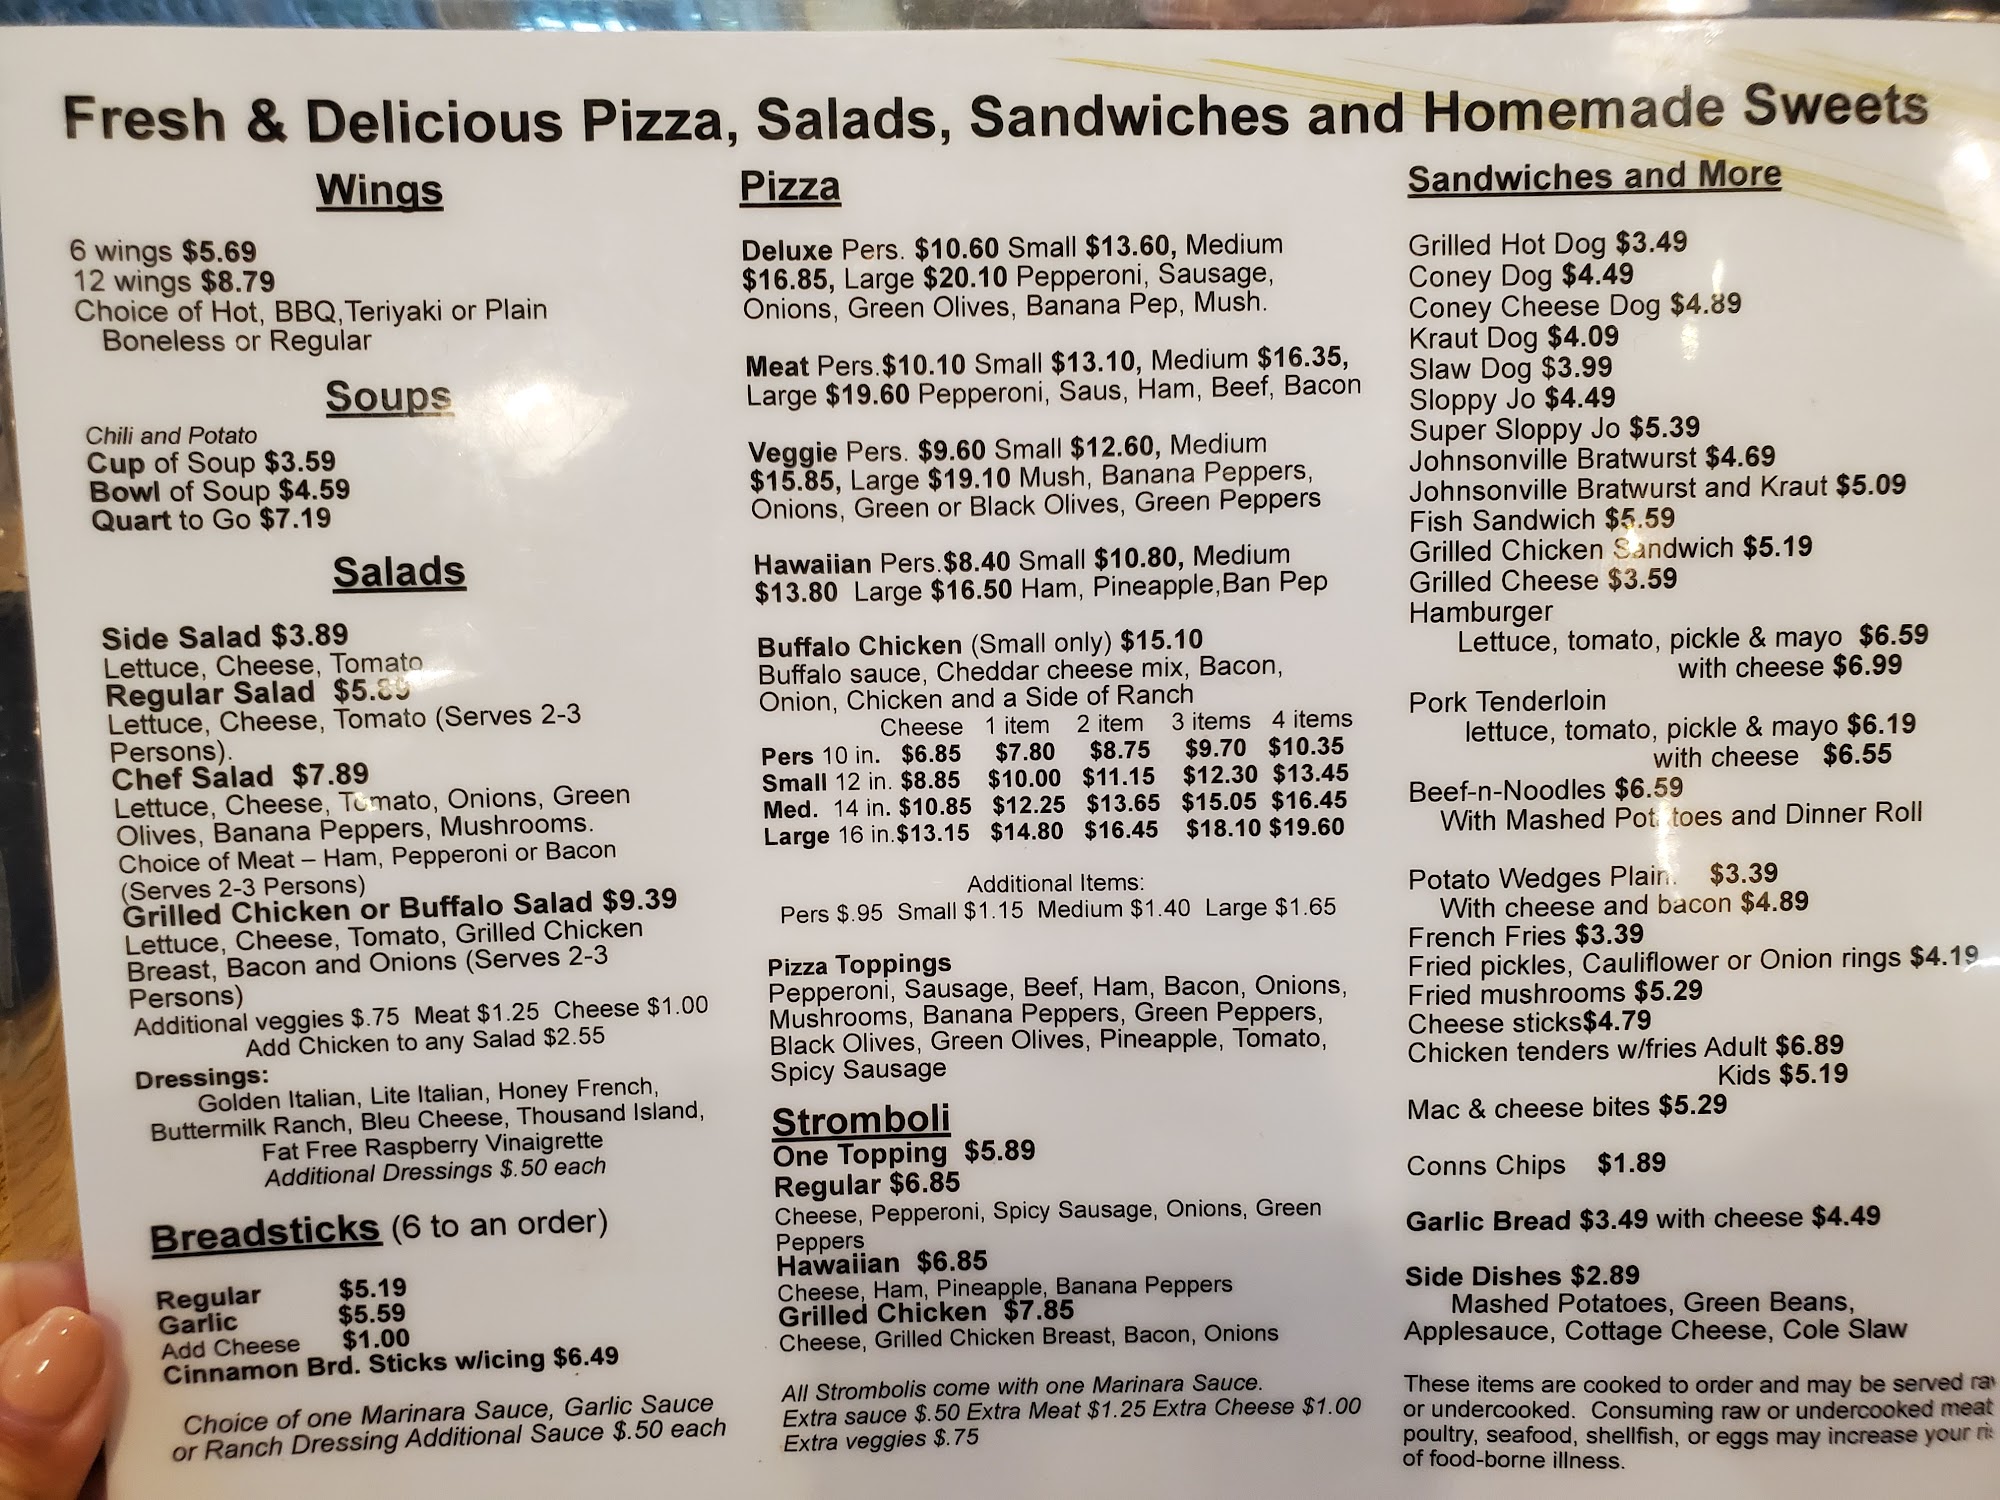 Fresh & Delicious Pizza, Salads, Sandwiches and Homemade Sweets
Wings
6 wings $5.69
12 wings $8.79
Choice of Hot, BBQ,Teriyaki or Plain
Boneless or Regular
Soups
Chili and Potato
Cup of Soup $3.59
Bowl of Soup $4.59
Quart to Go $7.19
Salads
Side Salad $3.89
Lettuce, Cheese, Tomato
Regular Salad $5.89
Lettuce, Cheese, Tomato (Serves 2-3
Persons).
Chef Salad $7.89
Lettuce, Cheese, Tomato, Onions, Green
Olives, Banana Peppers, Mushrooms.
Choice of Meat – Ham, Pepperoni or Bacon
(Serves 2-3 Persons)
Grilled Chicken or Buffalo Salad $9.39
Lettuce, Cheese, Tomato, Grilled Chicken
Breast, Bacon and Onions (Serves 2-3
Persons)
Additional veggies $.75 Meat $1.25 Cheese $1.00
Add Chicken to any Salad $2.55
Dressings:
Golden Italian, Lite Italian, Honey French,
Buttermilk Ranch, Bleu Cheese, Thousand Island,
Fat Free Raspberry Vinaigrette
Additional Dressings $.50 each
Breadsticks (6 to an order)
Regular $5.19
Garlic $5.59
Add Cheese $1.00
Cinnamon Brd. Sticks w/icing $6.49
Choice of one Marinara Sauce, Garlic Sauce
or Ranch Dressing Additional Sauce $.50 each
Pizza
Deluxe Pers. $10.60 Small $13.60, Medium
$16.85, Large $20.10 Pepperoni, Sausage,
Onions, Green Olives, Banana Pep, Mush.
Meat Pers.$10.10 Small $13.10, Medium $16.35,
Large $19.60 Pepperoni, Saus, Ham, Beef, Bacon
Veggie Pers. $9.60 Small $12.60, Medium
$15.85, Large $19.10 Mush, Banana Peppers,
Onions, Green or Black Olives, Green Peppers
Hawaiian Pers.$8.40 Small $10.80, Medium
$13.80 Large $16.50 Ham, Pineapple,Ban Pep
Buffalo Chicken (Small only) $15.10
Buffalo sauce, Cheddar cheese mix, Bacon,
Onion, Chicken and a Side of Ranch
Cheese 1 item 2 item 3 items 4 items
Pers 10 in. $6.85 $7.80 $8.75 $9.70 $10.35
Small 12 in. $8.85 $10.00 $11.15 $12.30 $13.45
Med. 14 in. $10.85 $12.25 $13.65 $15.05 $16.45
Large 16 in.$13.15 $14.80 $16.45 $18.10 $19.60
Additional Items:
Pers $.95 Small $1.15 Medium $1.40 Large $1.65
Pizza Toppings
Pepperoni, Sausage, Beef, Ham, Bacon, Onions,
Mushrooms, Banana Peppers, Green Peppers,
Black Olives, Green Olives, Pineapple, Tomato,
Spicy Sausage
Stromboli
One Topping $5.89
Regular $6.85
Cheese, Pepperoni, Spicy Sausage, Onions, Green
Peppers
Hawaiian $6.85
Cheese, Ham, Pineapple, Banana Peppers
Grilled Chicken $7.85
Cheese, Grilled Chicken Breast, Bacon, Onions
All Strombolis come with one Marinara Sauce.
Extra sauce $.50 Extra Meat $1.25 Extra Cheese $1.00
Extra veggies $.75
Sandwiches and More
Grilled Hot Dog $3.49
Coney Dog $4.49
Coney Cheese Dog $4.89
Kraut Dog $4.09
Slaw Dog $3.99
Sloppy Jo $4.49
Super Sloppy Jo $5.39
Johnsonville Bratwurst $4.69
Johnsonville Bratwurst and Kraut $5.09
Fish Sandwich $5.59
Grilled Chicken Sandwich $5.19
Grilled Cheese $3.59
Hamburger
Lettuce, tomato, pickle & mayo $6.59
with cheese $6.99
Pork Tenderloin
lettuce, tomato, pickle & mayo $6.19
with cheese $6.55
Beef-n-Noodles $6.59
With Mashed Potatoes and Dinner Roll
Potato Wedges Plain. $3.39
With cheese and bacon $4.89
French Fries $3.39
Fried pickles, Cauliflower or Onion rings $4.19
Fried mushrooms $5.29
Cheese sticks$4.79
Chicken tenders w/fries Adult $6.89
Kids $5.19
Mac & cheese bites $5.29
Conns Chips $1.89
Garlic Bread $3.49 with cheese $4.49
Side Dishes $2.89
Mashed Potatoes, Green Beans,
Applesauce, Cottage Cheese, Cole Slaw
These items are cooked to order and may be served
or undercooked. Consuming raw or undercooked meat
poultry, seafood, shellfish, or eggs may increase your
of food-borne illness.